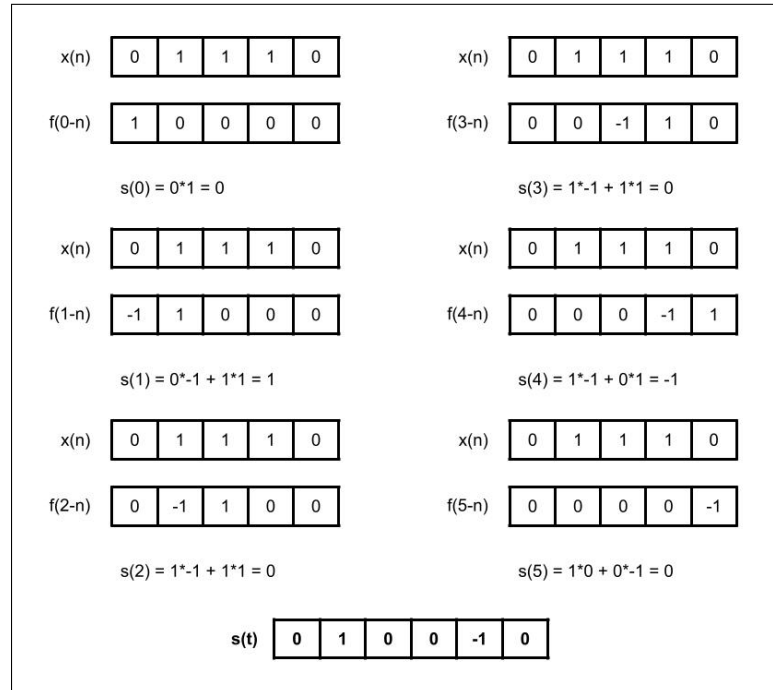 x(n) 0 1 1 1 0
f(0-n) 1 0 0 0 0
s(0) = 0*1 = 0
x(n) 0 1 1 1 0
f(1-n) -1 1 0 0 0
s(1) = 0*-1 + 1*1 = 1
x(n) 0 1 1 1 0
f(2-n) 0 -1 1 0 0
s(2) = 1*-1 + 1*1 = 0
x(n) 0 1 1 1 0
f(3-n) 0 0 -1 1 0
s(3) = 1*-1 + 1*1 = 0
x(n) 0 1 1 1 0
f(4-n) 0 0 0 -1 1
s(4) = 1*-1 + 0*1 = -1
x(n) 0 1 1 1 0
f(5-n) 0 0 0 0 -1
s(5) = 1*0 + 0*-1 = 0
s(t) 0 1 0 0 -1 0